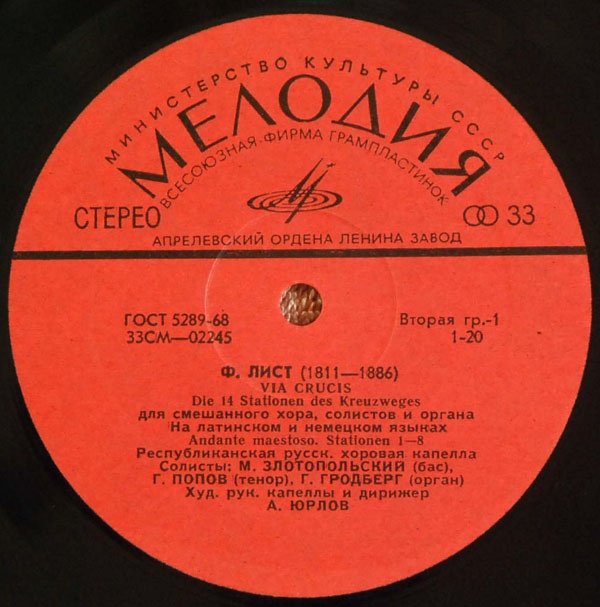 МИНИСТЕРСТВО КУЛЬТУРЫ СССР
МЕЛОДИЯ
ВСЕСОЮЗНАЯ ФИРМА ГРАМПЛАСТИНОК
СТЕРЕО
33
АПРЕЛЕВСКИЙ ОРДЕНА ЛЕНИНА ЗАВОД
ГОСТ 5289-68
Вторая гр.-1
33СМ—02245
1-20
Ф. ЛИСТ (1811—1886)
VIA CRUCIS
Die 14 Stationen des Kreuzweges
для смешанного хора, солистов и органа
На латинском и немецком языках
Andante maestoso. Stationen 1—8
Республиканская русск. хоровая капелла
Солисты: М. ЗЛОТОПОЛЬСКИЙ (бас),
Г. ПОПОВ (тенор), Г. ГРОДБЕРГ (орган)
Худ. рук. капеллы и дирижер
А. ЮРЛОВ